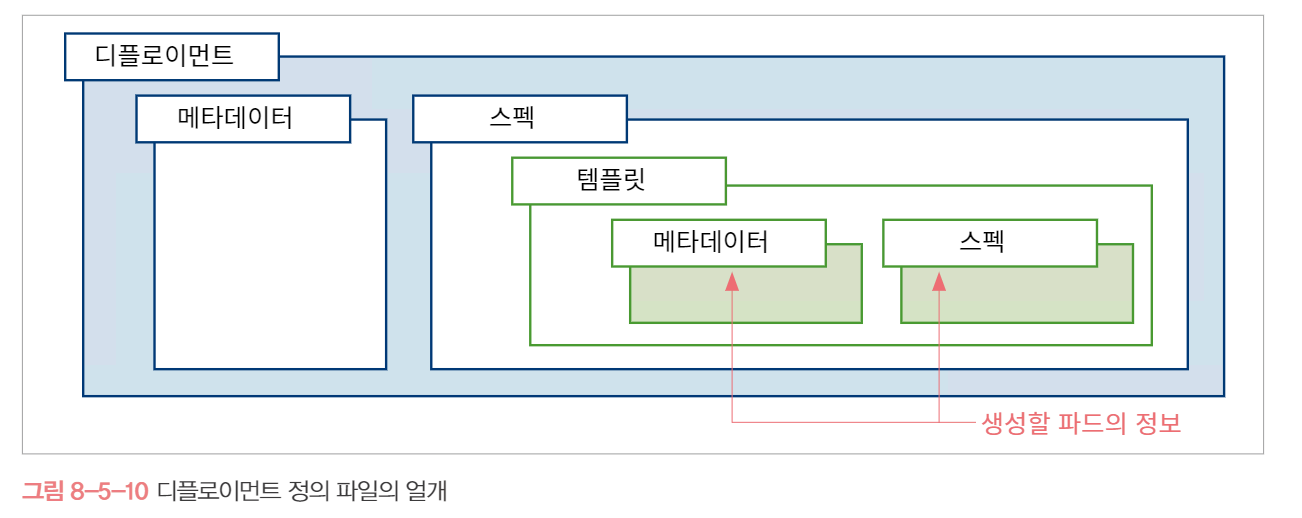 디플로이먼트
메타데이터
스펙
템플릿
메타데이터
스펙
생성할 파드의 정보
그림 8-5-10 디플로이먼트 정의 파일의 얼개